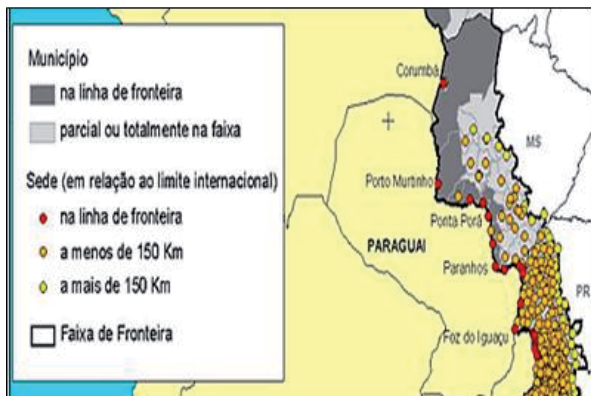 Município
na linha de fronteira
parcial ou totalmente na faixa
Sede (em relação ao limite internacional)
na linha de fronteira
a menos de 150 Km
a mais de 150 Km
Faixa de Fronteira
Corumbá
MS
Porto Murtinho
Ponta Porã
PARAGUAI
Paranhos
PR
Foz do Iguaçu